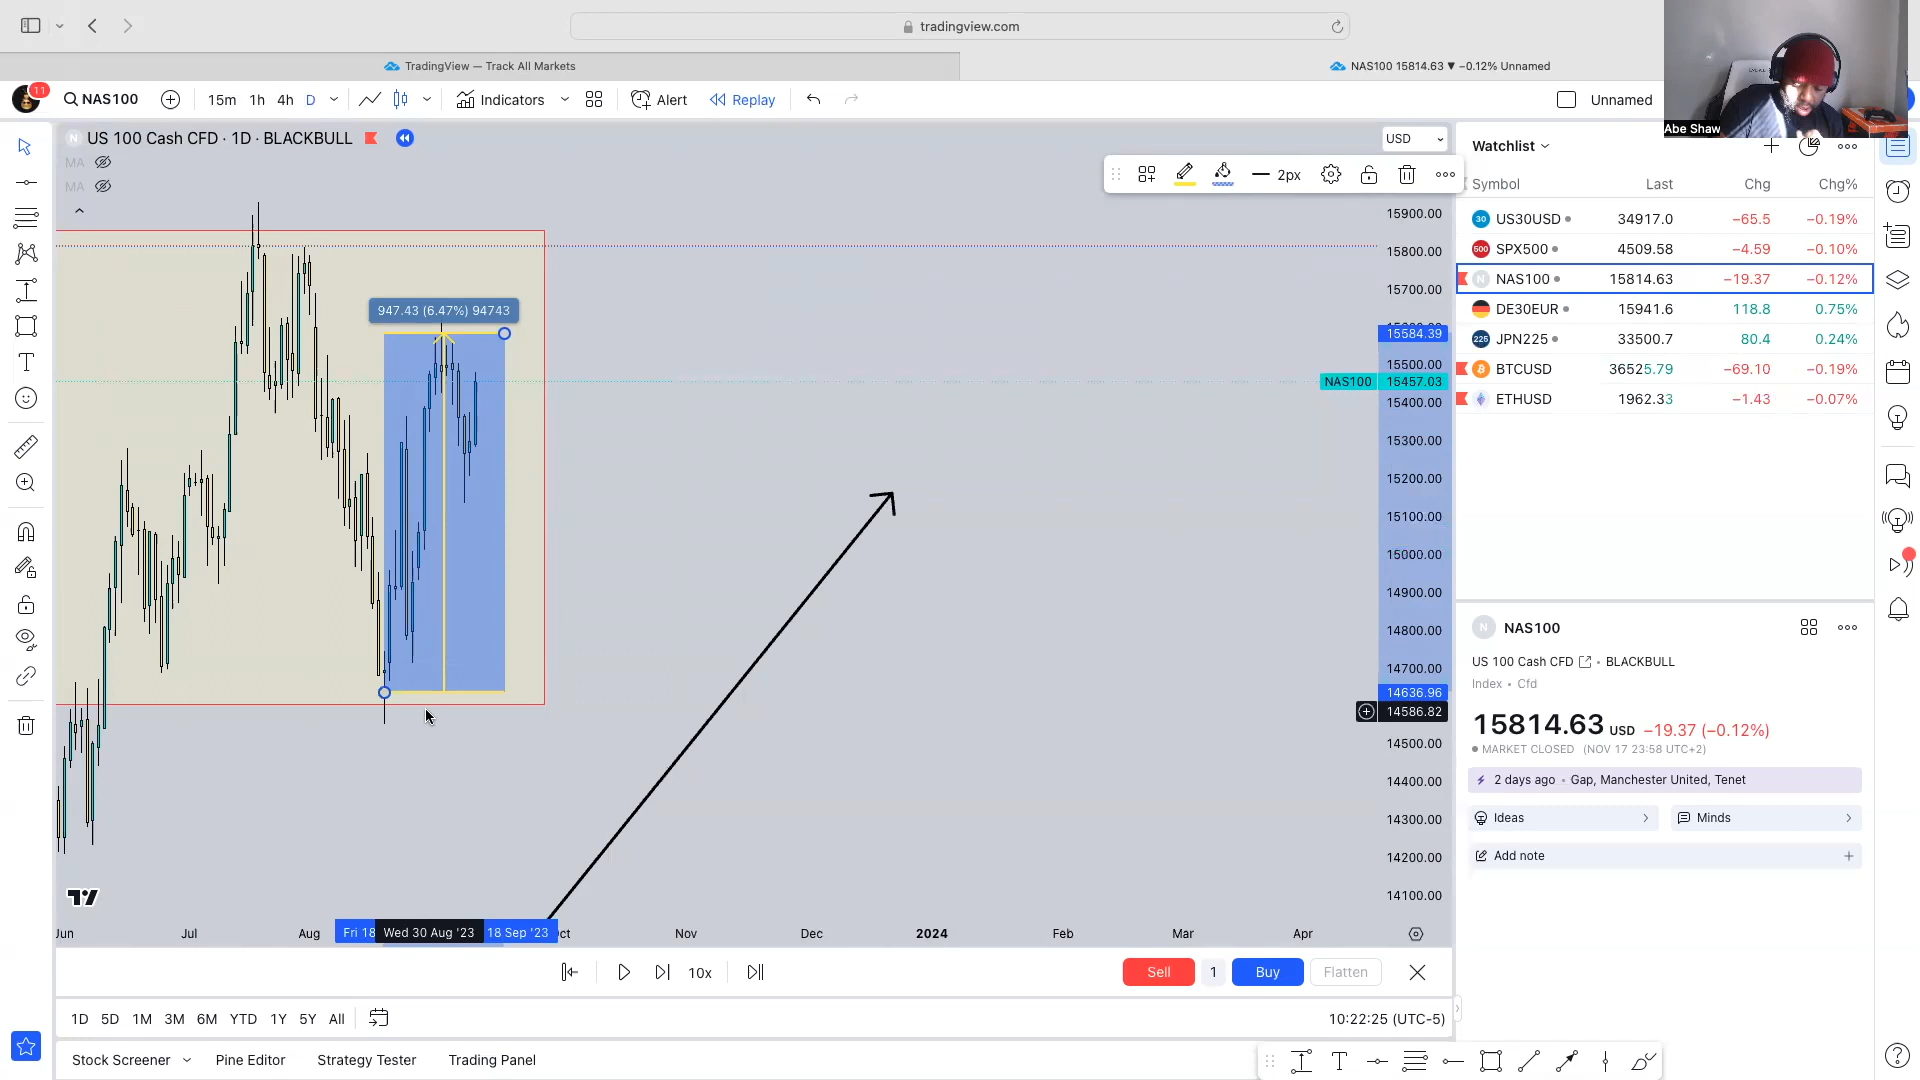 tradingview.com
TradingView — Track All Markets
NAS100 15814.63 ▼ −0.12% Unnamed
11
NAS100
15m 1h 4h D
Indicators
Alert
Replay
Unnamed
Abe Shaw
US 100 Cash CFD · 1D · BLACKBULL
MA
MA
USD
2px
947.43 (6.47%) 94743
15900.00
15800.00
15700.00
15584.39
15500.00
NAS100 15457.03
15400.00
15300.00
15200.00
15100.00
15000.00
14900.00
14800.00
14700.00
14636.96
14586.82
14500.00
14400.00
14300.00
14200.00
14100.00
Jun Jul Aug Fri 18 Wed 30 Aug '23 18 Sep '23 Nov Dec 2024 Feb Mar Apr
10x
Sell 1 Buy Flatten
1D 5D 1M 3M 6M YTD 1Y 5Y All
10:22:25 (UTC-5)
Stock Screener Pine Editor Strategy Tester Trading Panel
Watchlist
Symbol Last Chg Chg%
30 US30USD 34917.0 −65.5 −0.19%
500 SPX500 4509.58 −4.59 −0.10%
N NAS100 15814.63 −19.37 −0.12%
DE30EUR 15941.6 118.8 0.75%
225 JPN225 33500.7 80.4 0.24%
BTCUSD 36525.79 −69.10 −0.19%
ETHUSD 1962.33 −1.43 −0.07%
N NAS100
US 100 Cash CFD • BLACKBULL
Index • Cfd
15814.63 USD −19.37 (−0.12%)
MARKET CLOSED (NOV 17 23:58 UTC+2)
2 days ago • Gap, Manchester United, Tenet
Ideas
Minds
Add note